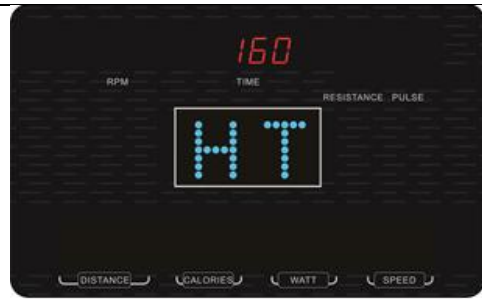 160
RPM TIME
RESISTANCE PULSE
HT
DISTANCE CALORIES WATT SPEED